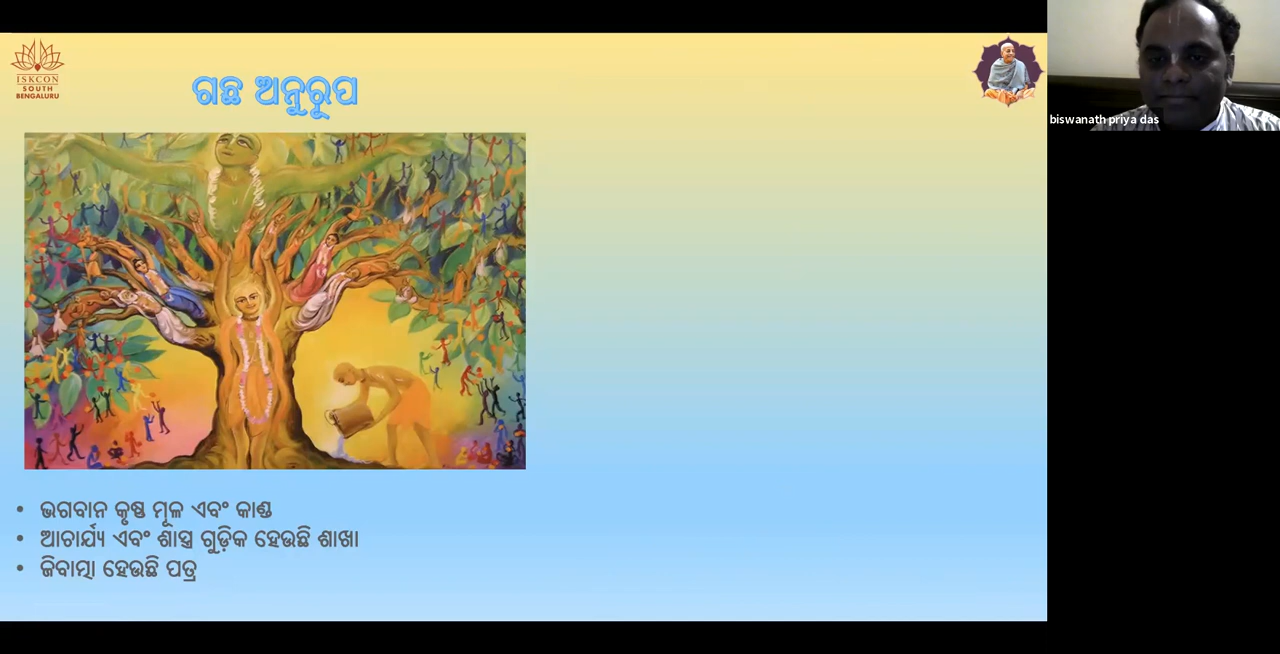 ISKCON
SOUTH
BENGALURU
ଗଛ ଅନୁରୂପ
biswanath priya das
• ଭଗବାନ କୃଷ୍ଣ ମୂଳ ଏବଂ କାଣ୍ଡ
• ଆଚାର୍ଯ୍ୟ ଏବଂ ଶାସ୍ତ୍ର ଗୁଡ଼ିକ ହେଉଛି ଶାଖା
• ଜିବାତ୍ମା ହେଉଛି ପତ୍ର